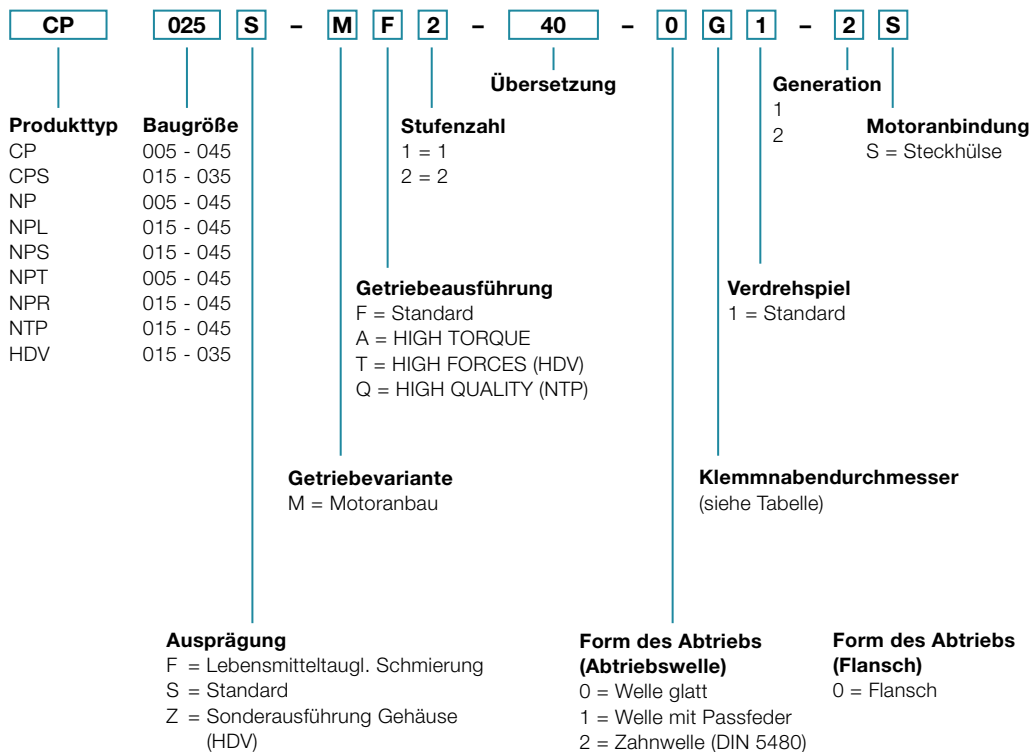 CP 025 S – M F 2 – 40 – 0 G 1 – 2 S
Produkttyp
CP
CPS
NP
NPL
NPS
NPT
NPR
NTP
HDV
Baugröße
005 - 045
015 - 035
005 - 045
015 - 045
015 - 045
005 - 045
015 - 045
015 - 045
015 - 035
Ausprägung
F = Lebensmitteltaugl. Schmierung
S = Standard
Z = Sonderausführung Gehäuse
(HDV)
Getriebevariante
M = Motoranbau
Getriebeausführung
F = Standard
A = HIGH TORQUE
T = HIGH FORCES (HDV)
Q = HIGH QUALITY (NTP)
Stufenzahl
1 = 1
2 = 2
Übersetzung
Form des Abtriebs
(Abtriebswelle)
0 = Welle glatt
1 = Welle mit Passfeder
2 = Zahnwelle (DIN 5480)
Form des Abtriebs
(Flansch)
0 = Flansch
Klemmnabendurchmesser
(siehe Tabelle)
Verdrehspiel
1 = Standard
Generation
1
2
Motoranbindung
S = Steckhülse